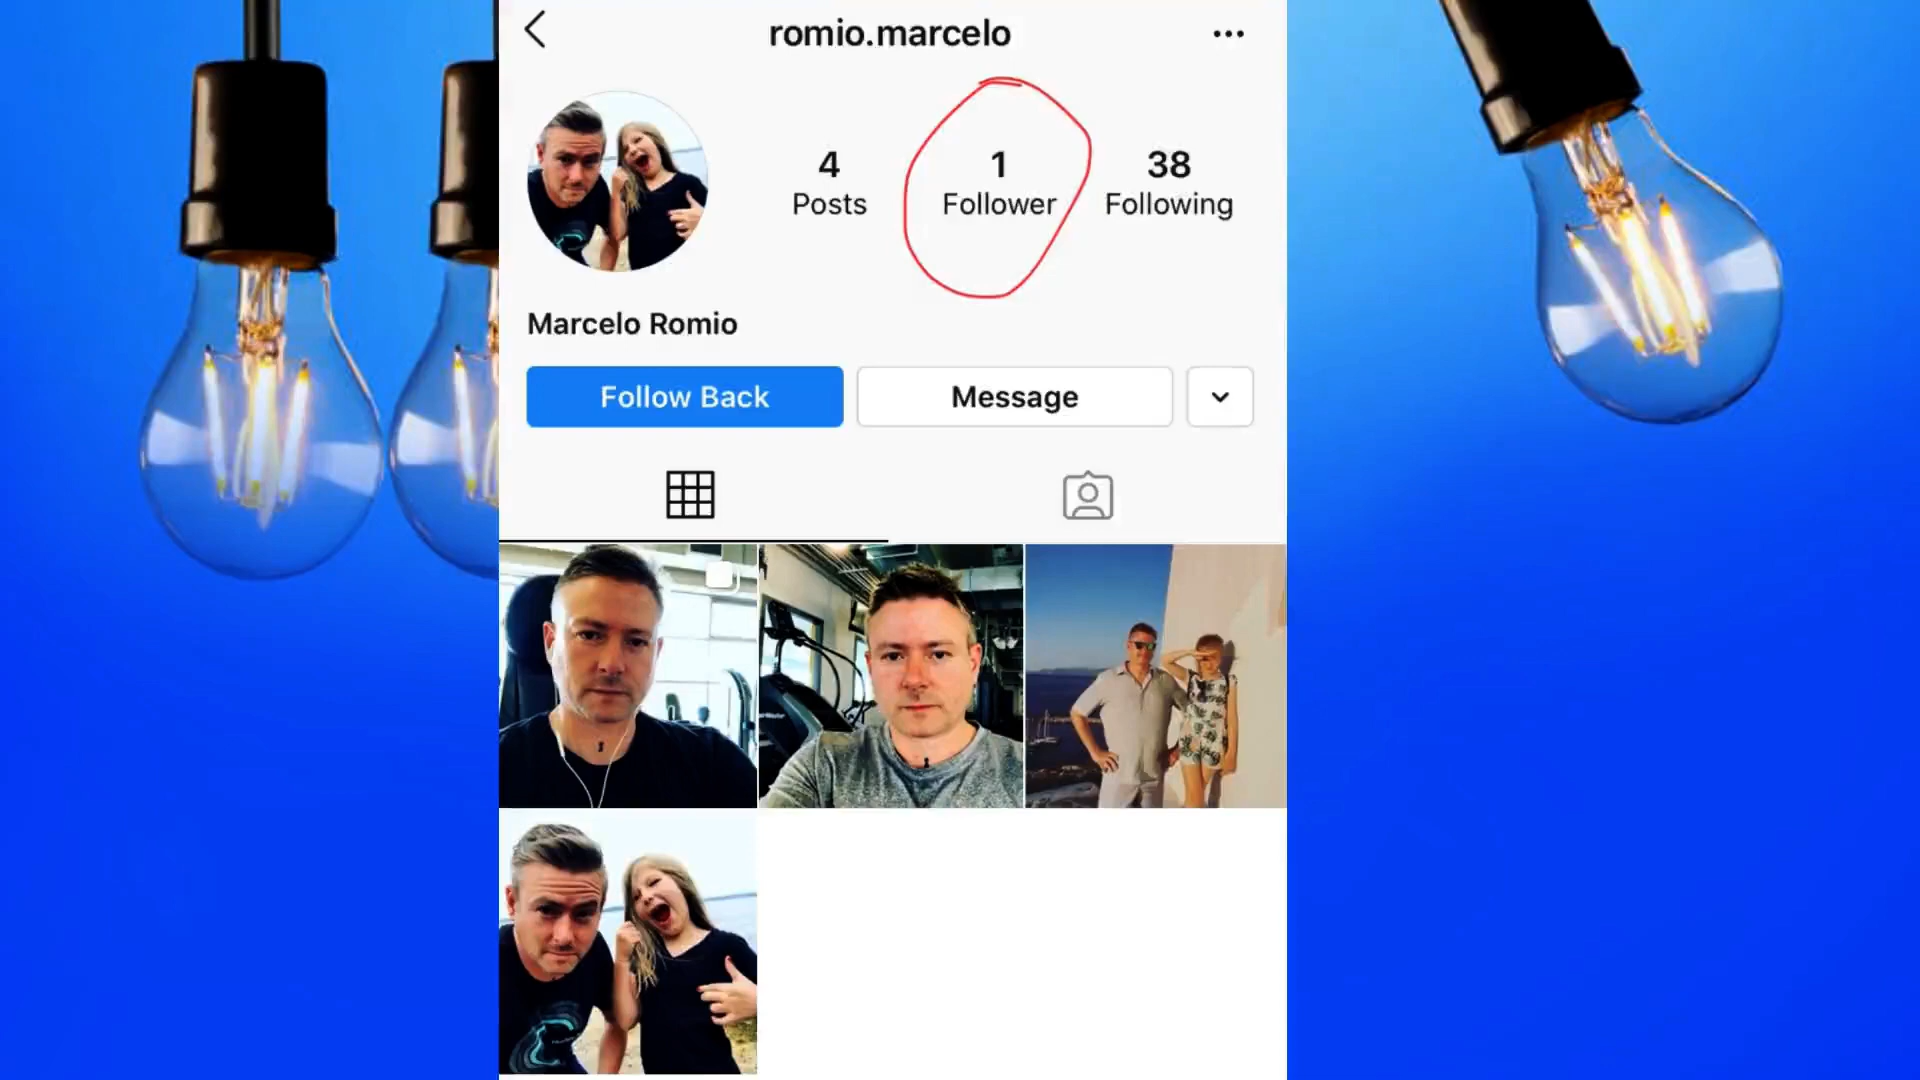 romio.marcelo
4 1 38
Posts Follower Following
Marcelo Romio
Follow Back Message